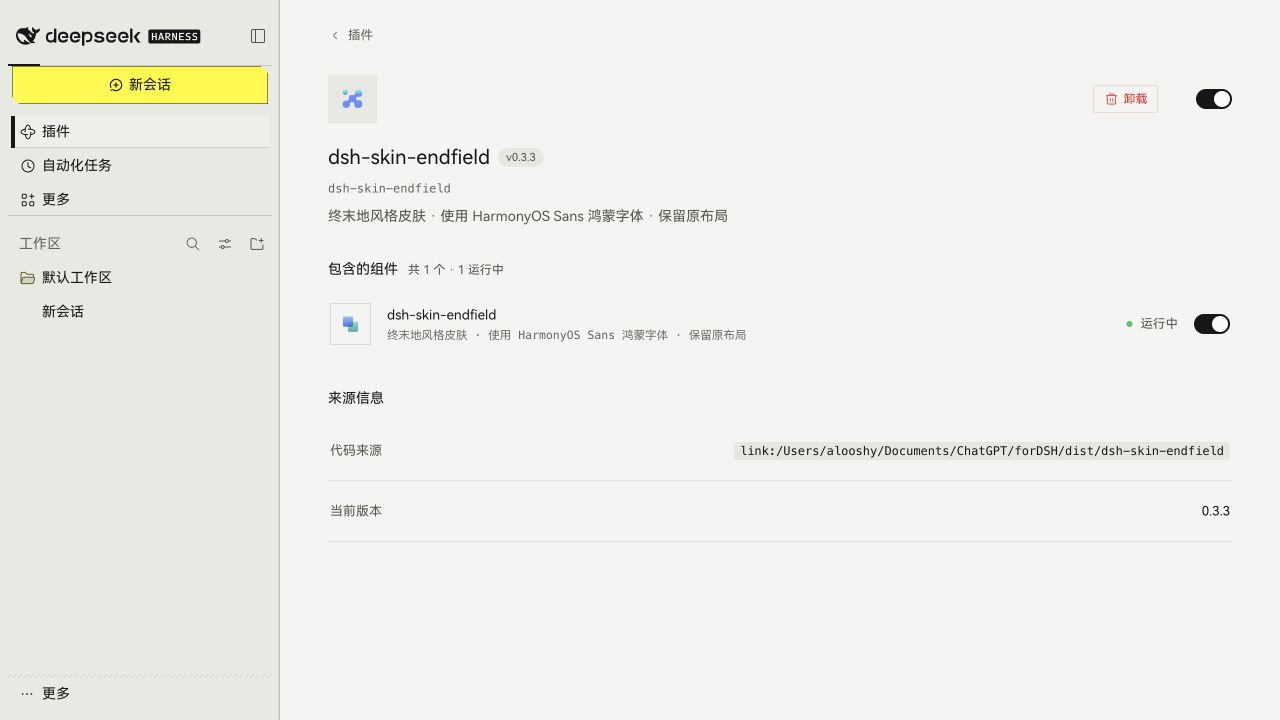 deepseek HARNESS
新会话
插件
自动化任务
更多
工作区
默认工作区
新会话
更多
插件
卸载
dsh-skin-endfield v0.3.3
dsh-skin-endfield
终末地风格皮肤 · 使用 HarmonyOS Sans 鸿蒙字体 · 保留原布局
包含的组件 共 1 个 · 1 运行中
dsh-skin-endfield
终末地风格皮肤 · 使用 HarmonyOS Sans 鸿蒙字体 · 保留原布局
运行中
来源信息
代码来源 link:/Users/alooshy/Documents/ChatGPT/forDSH/dist/dsh-skin-endfield
当前版本 0.3.3